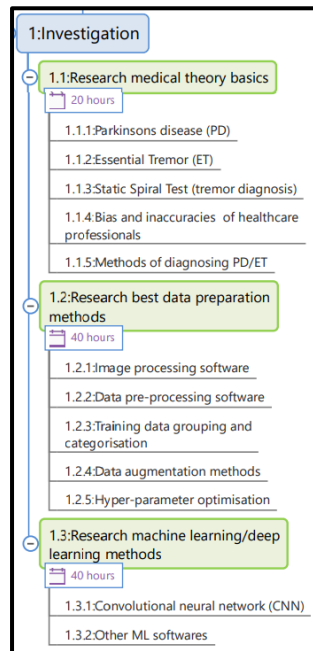 1:Investigation
1.1:Research medical theory basics
20 hours
1.1.1:Parkinsons disease (PD)
1.1.2:Essential Tremor (ET)
1.1.3:Static Spiral Test (tremor diagnosis)
1.1.4:Bias and inaccuracies of healthcare
professionals
1.1.5:Methods of diagnosing PD/ET
1.2:Research best data preparation
methods
40 hours
1.2.1:Image processing software
1.2.2:Data pre-processing software
1.2.3:Training data grouping and
categorisation
1.2.4:Data augmentation methods
1.2.5:Hyper-parameter optimisation
1.3:Research machine learning/deep
learning methods
40 hours
1.3.1:Convolutional neural network (CNN)
1.3.2:Other ML softwares